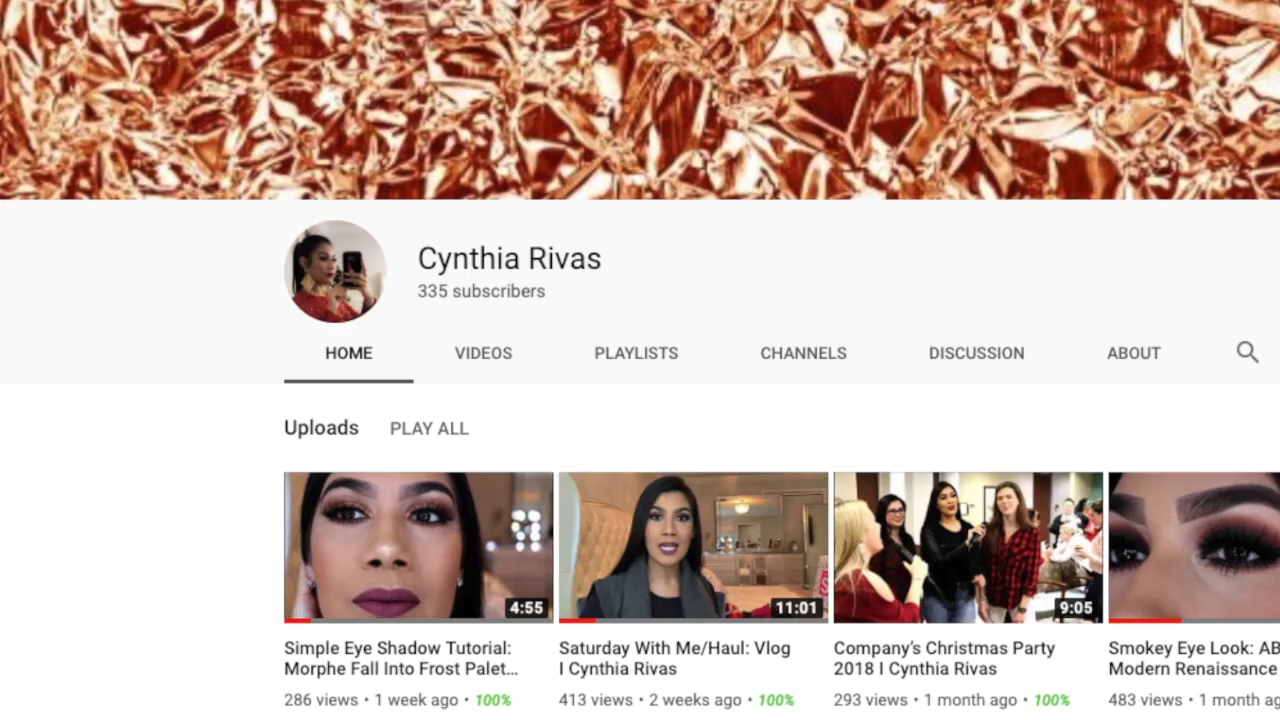 Cynthia Rivas
335 subscribers
HOME VIDEOS PLAYLISTS CHANNELS DISCUSSION ABOUT
Uploads PLAY ALL
4:55 11:01 9:05
Simple Eye Shadow Tutorial:
Morphe Fall Into Frost Palet...
286 views • 1 week ago • 100%
Saturday With Me/Haul: Vlog
I Cynthia Rivas
413 views • 2 weeks ago • 100%
Company's Christmas Party
2018 I Cynthia Rivas
293 views • 1 month ago • 100%
Smokey Eye Look: AB
Modern Renaissance
483 views • 1 month ag